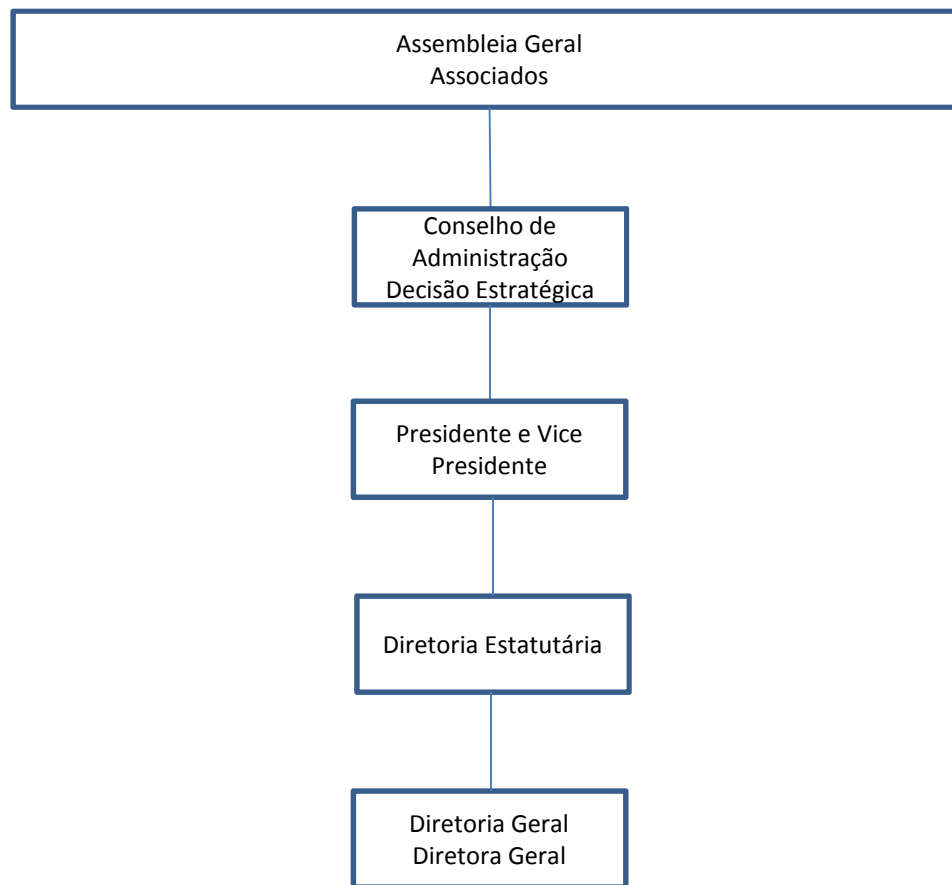 Assembleia Geral
Associados
Conselho de
Administração
Decisão Estratégica
Presidente e Vice
Presidente
Diretoria Estatutária
Diretoria Geral
Diretora Geral